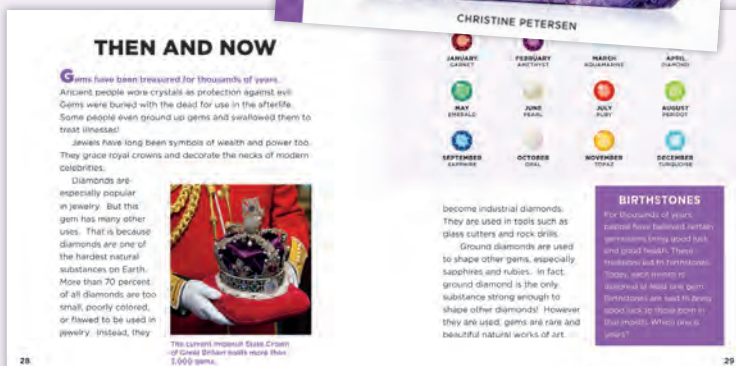 CHRISTINE PETERSEN
THEN AND NOW
Gems have been treasured for thousands of years.
Ancient people wore crystals as protection against evil.
Gems were buried with the dead for use in the afterlife.
Some people even ground up gems and swallowed them to
treat illnesses!
Jewels have long been symbols of wealth and power too.
They grace royal crowns and decorate the necks of modern
celebrities.
Diamonds are
especially popular
in jewelry. But this
gem has many other
uses. That is because
diamonds are one of
the hardest natural
substances on Earth.
More than 70 percent
of all diamonds are too
small, poorly colored,
or flawed to be used in
jewelry. Instead, they
The current Imperial State Crown
of Great Britain holds more than
3,000 gems.
28
JANUARY
GARNET
FEBRUARY
AMETHYST
MARCH
AQUAMARINE
APRIL
DIAMOND
MAY
EMERALD
JUNE
PEARL
JULY
RUBY
AUGUST
PERIDOT
SEPTEMBER
SAPPHIRE
OCTOBER
OPAL
NOVEMBER
TOPAZ
DECEMBER
TURQUOISE
become industrial diamonds.
They are used in tools such as
glass cutters and rock drills.
Ground diamonds are used
to shape other gems, especially
sapphires and rubies. In fact,
ground diamond is the only
substance strong enough to
shape other diamonds! However
they are used, gems are rare and
beautiful natural works of art.
BIRTHSTONES
For thousands of years,
people have believed certain
gemstones bring good luck
and good health. These
traditions led to birthstones.
Today, each month is
assigned at least one gem.
Birthstones are said to bring
good luck to those born in
that month. Which one is
yours?
29